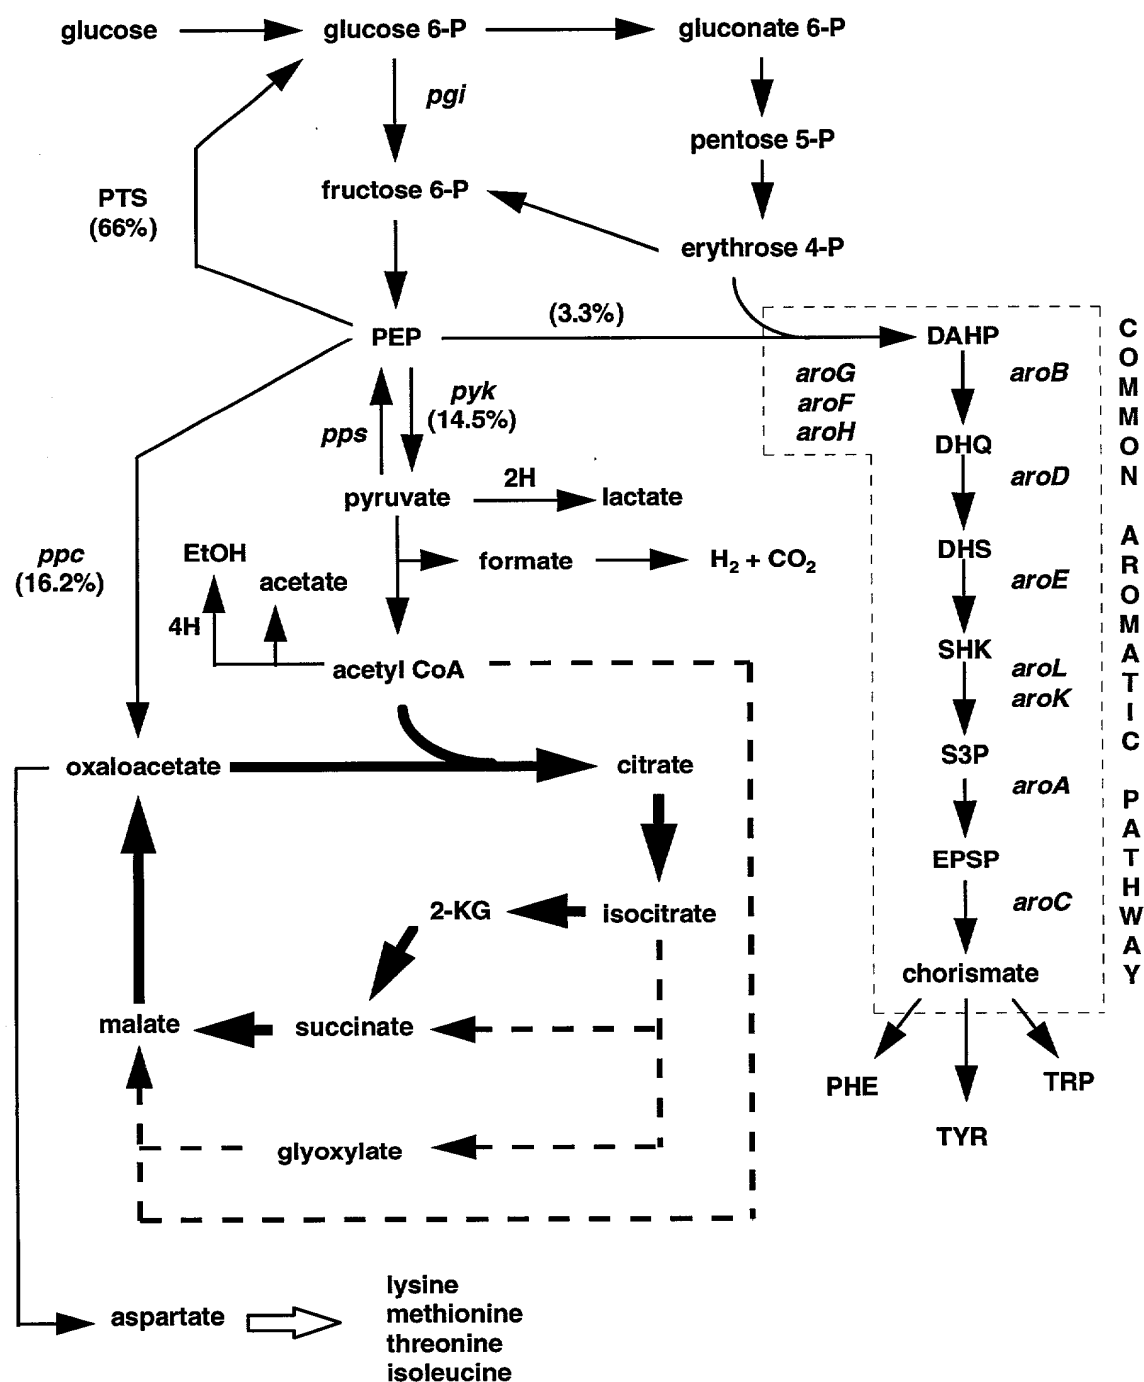 glucose
glucose 6-P
gluconate 6-P
pgi
pentose 5-P
PTS
(66%)
fructose 6-P
erythrose 4-P
(3.3%)
PEP
DAHP
aroG
aroF
aroH
aroB
pyk
(14.5%)
pps
DHQ
aroD
pyruvate
2H
lactate
ppc
(16.2%)
EtOH
acetate
formate
H₂ + CO₂
DHS
aroE
4H
acetyl CoA
SHK
aroL
aroK
oxaloacetate
citrate
S3P
aroA
EPSP
2-KG
isocitrate
aroC
chorismate
malate
succinate
PHE
TRP
TYR
glyoxylate
COMMON AROMATIC PATHWAY
aspartate
lysine
methionine
threonine
isoleucine